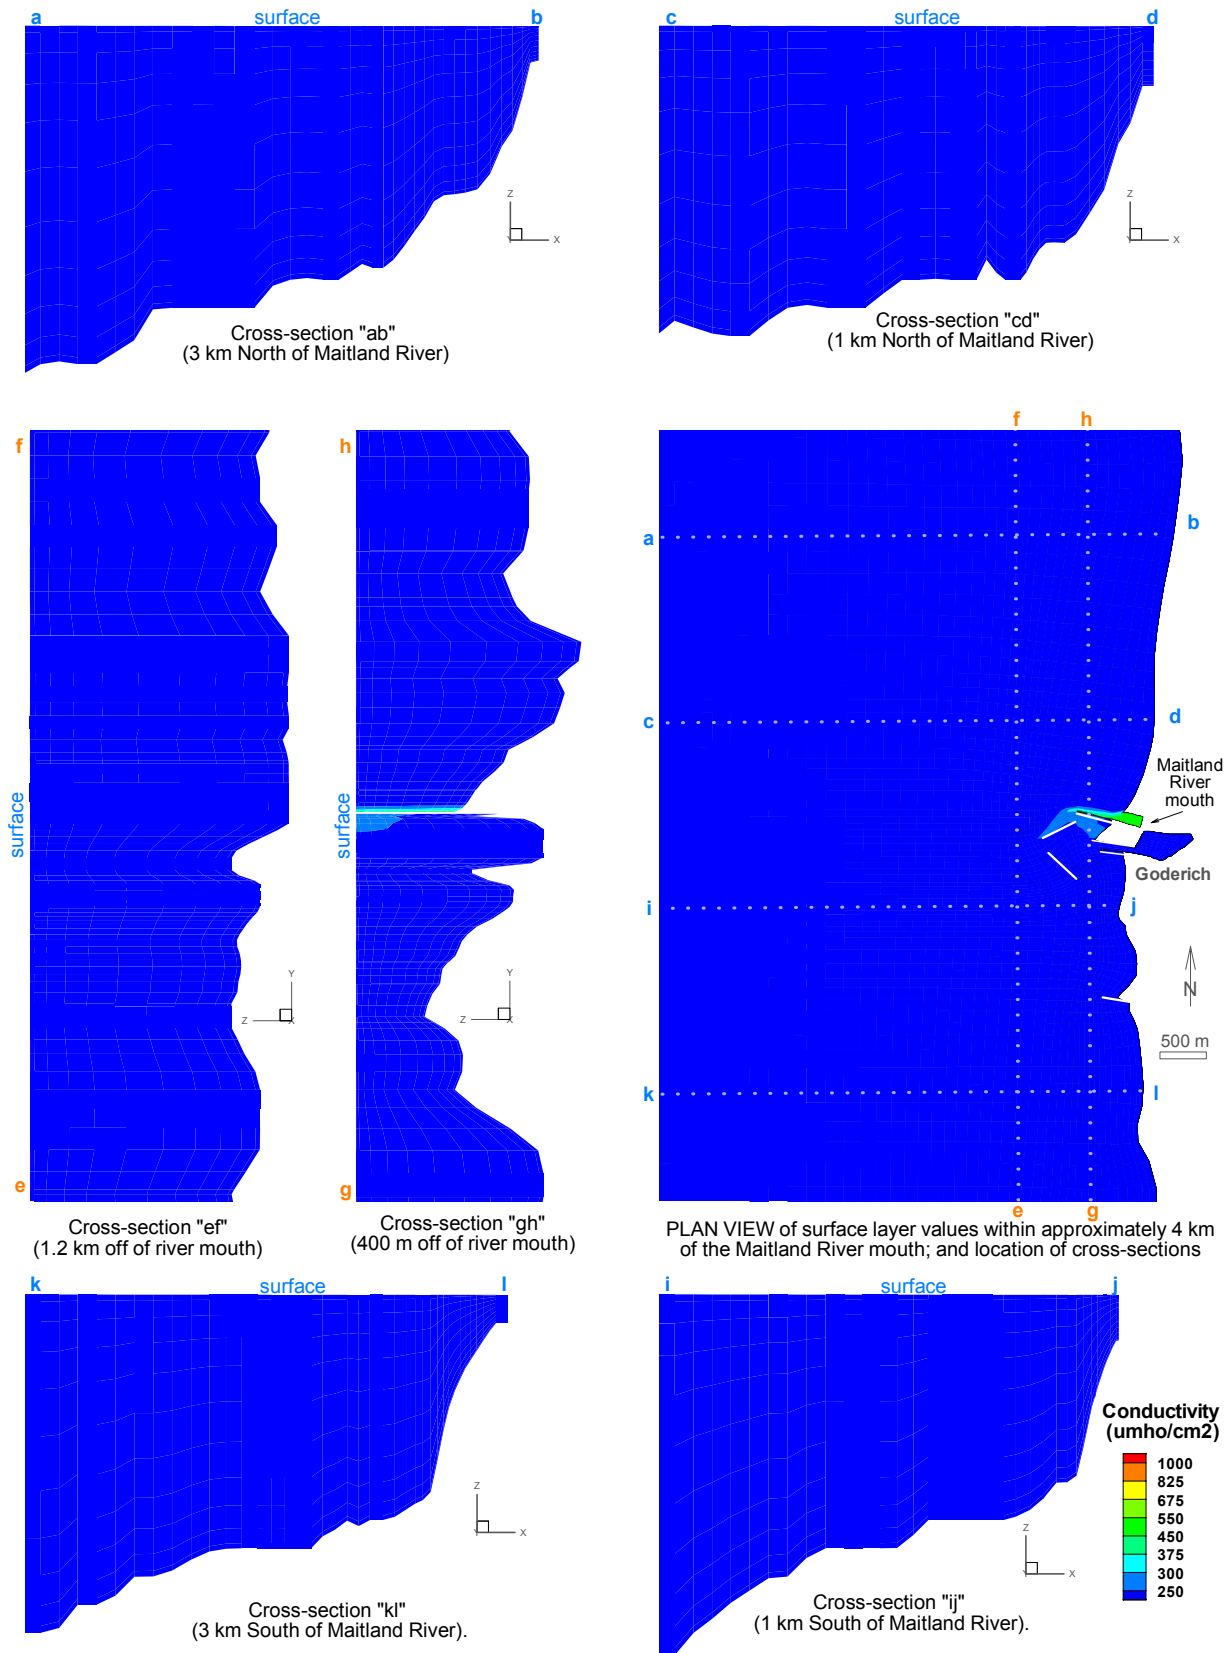 a
surface
b
c
surface
d
Z
Y
X
Z
Y
X
Cross-section "ab"
(3 km North of Maitland River)
Cross-section "cd"
(1 km North of Maitland River)
f
h
f
h
a
b
c
d
surface
surface
Maitland
River
mouth
Goderich
i
j
Y
Z
X
Y
Z
X
N
500 m
k
l
e
g
e
g
Cross-section "ef"
(1.2 km off of river mouth)
Cross-section "gh"
(400 m off of river mouth)
PLAN VIEW of surface layer values within approximately 4 km
of the Maitland River mouth; and location of cross-sections
k
surface
l
i
surface
j
Z
Y
X
Z
Y
X
Conductivity
(umho/cm2)
1000
825
675
550
450
375
300
250
Cross-section "kl"
(3 km South of Maitland River).
Cross-section "ij"
(1 km South of Maitland River).